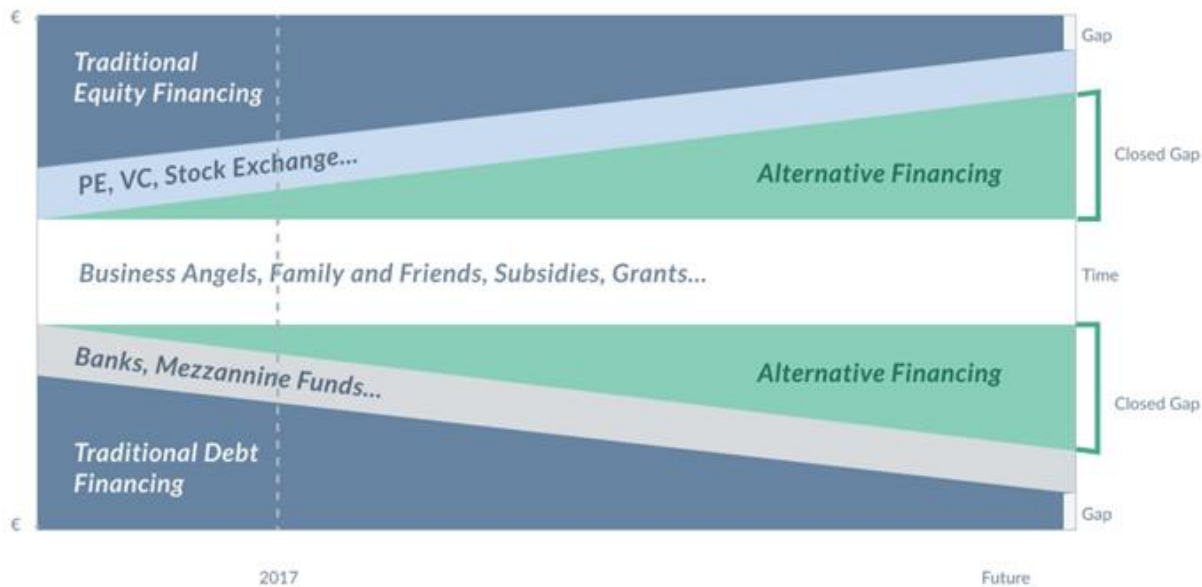 €
Gap
Traditional
Equity Financing
PE, VC, Stock Exchange...
Alternative Financing
Closed Gap
Business Angels, Family and Friends, Subsidies, Grants...
Time
Banks, Mezzannine Funds...
Alternative Financing
Closed Gap
Traditional Debt
Financing
€
Gap
2017
Future